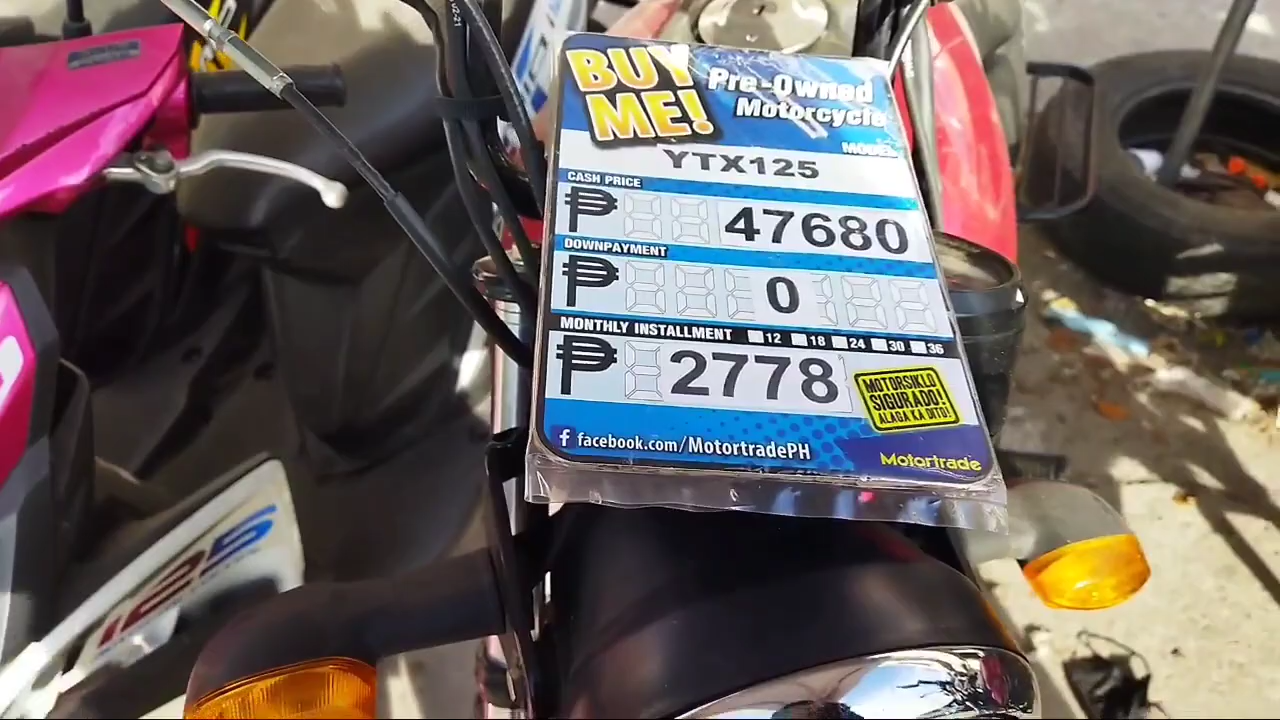 BUY
ME!
Pre-Owned
Motorcycle
MODEL
YTX125
CASH PRICE
₱ 47680
DOWNPAYMENT
₱ 0
MONTHLY INSTALLMENT 12 18 24 30 36
₱ 2778
MOTORSIKLO
SIGURADO!
ALAGA KA DITO!
facebook.com/MotortradePH
Motortrade
125